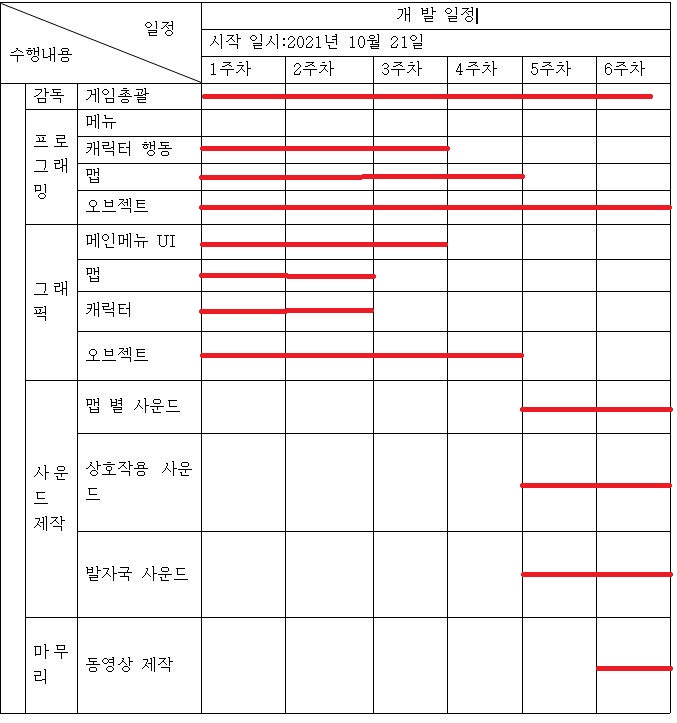 일정
수행내용
개 발 일정
시작 일시:2021년 10월 21일
1주차 2주차 3주차 4주차 5주차 6주차
감독 게임총괄
프로
그래
밍
메뉴
캐릭터 행동
맵
오브젝트
그래
픽
메인메뉴 UI
맵
캐릭터
오브젝트
사운
드
제작
맵 별 사운드
상호작용 사운
드
발자국 사운드
마무
리
동영상 제작